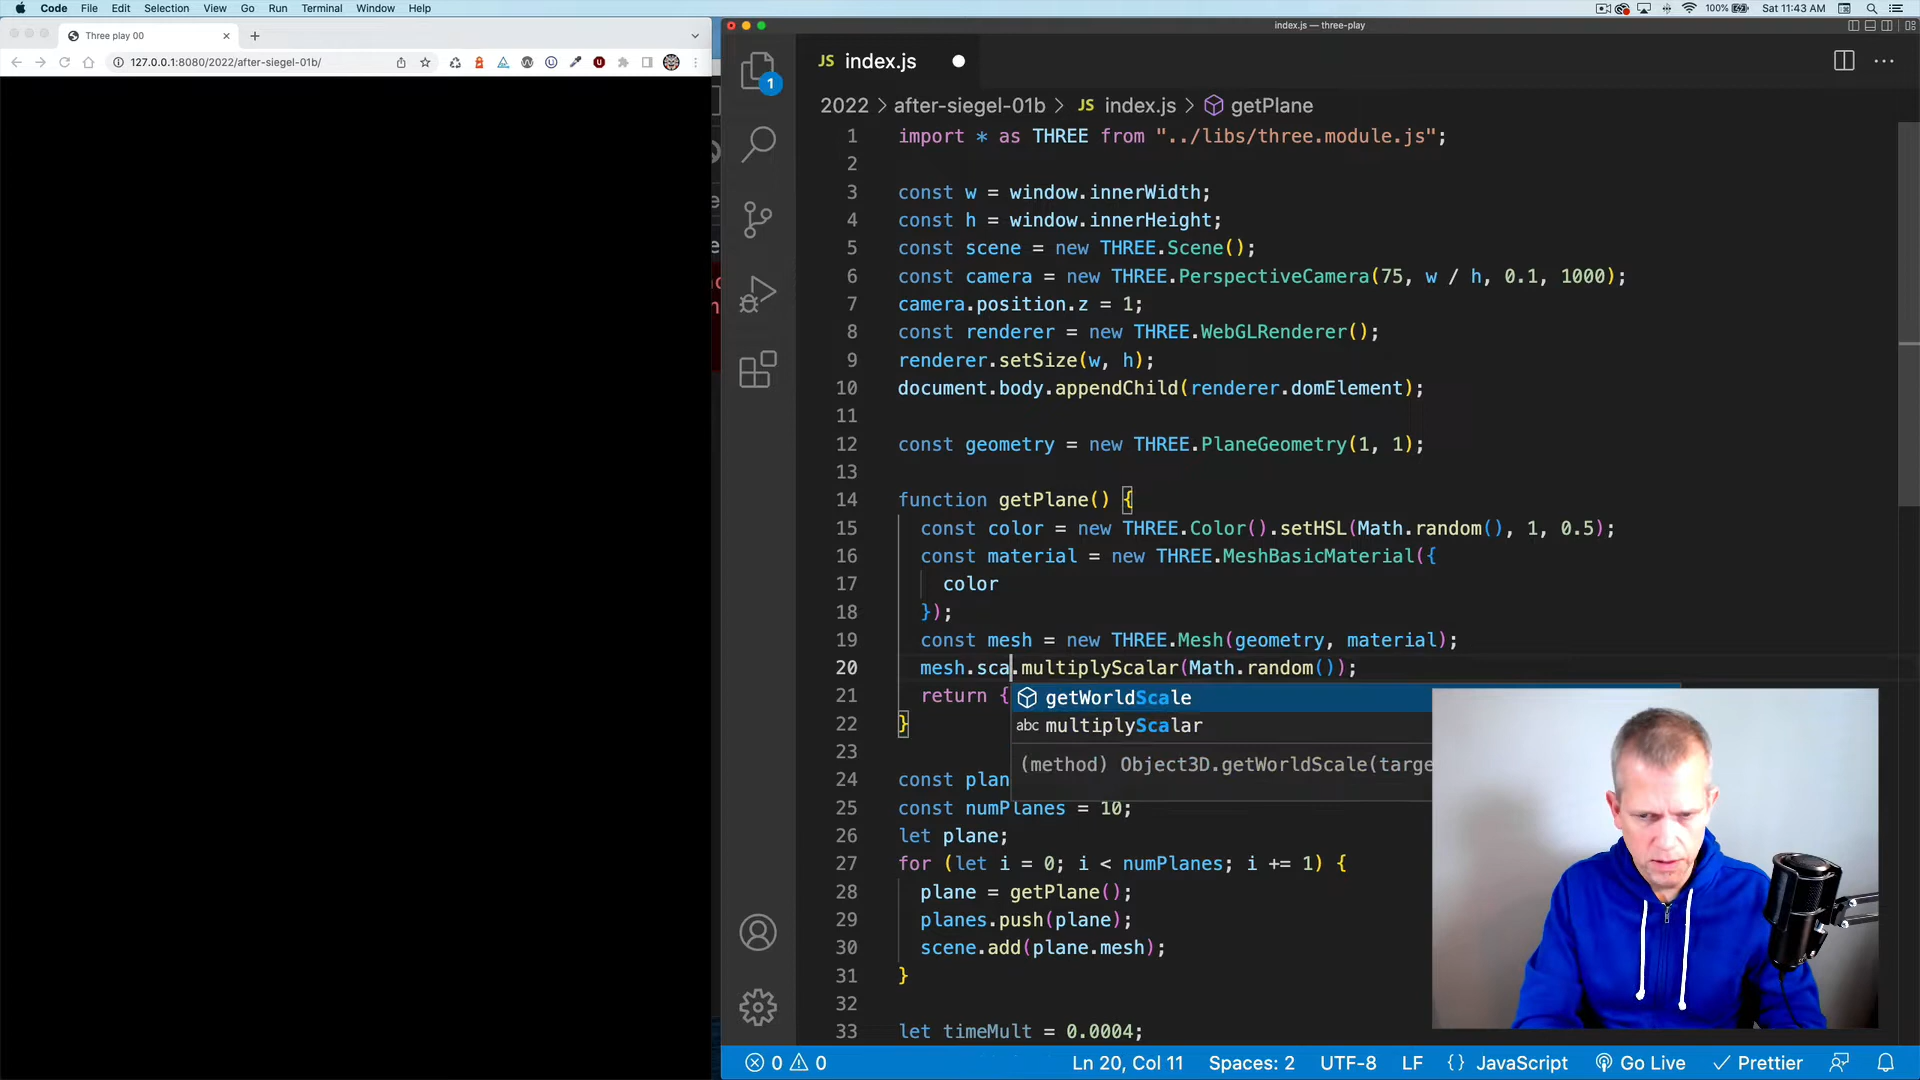 Code File Edit Selection View Go Run Terminal Window Help
100% Sat 11:43 AM
Three play 00
127.0.0.1:8080/2022/after-siegel-01b/
index.js — three-play
JS index.js
1
2022 > after-siegel-01b > JS index.js > getPlane
1 import * as THREE from "../libs/three.module.js";
2
3 const w = window.innerWidth;
4 const h = window.innerHeight;
5 const scene = new THREE.Scene();
6 const camera = new THREE.PerspectiveCamera(75, w / h, 0.1, 1000);
7 camera.position.z = 1;
8 const renderer = new THREE.WebGLRenderer();
9 renderer.setSize(w, h);
10 document.body.appendChild(renderer.domElement);
11
12 const geometry = new THREE.PlaneGeometry(1, 1);
13
14 function getPlane() {
15 const color = new THREE.Color().setHSL(Math.random(), 1, 0.5);
16 const material = new THREE.MeshBasicMaterial({
17 color
18 });
19 const mesh = new THREE.Mesh(geometry, material);
20 mesh.sca.multiplyScalar(Math.random());
21 return {
getWorldScale
22 }
abc multiplyScalar
23
(method) Object3D.getWorldScale(targe
24 const plan
25 const numPlanes = 10;
26 let plane;
27 for (let i = 0; i < numPlanes; i += 1) {
28 plane = getPlane();
29 planes.push(plane);
30 scene.add(plane.mesh);
31 }
32
33 let timeMult = 0.0004;
0 0 Ln 20, Col 11 Spaces: 2 UTF-8 LF {} JavaScript Go Live Prettier